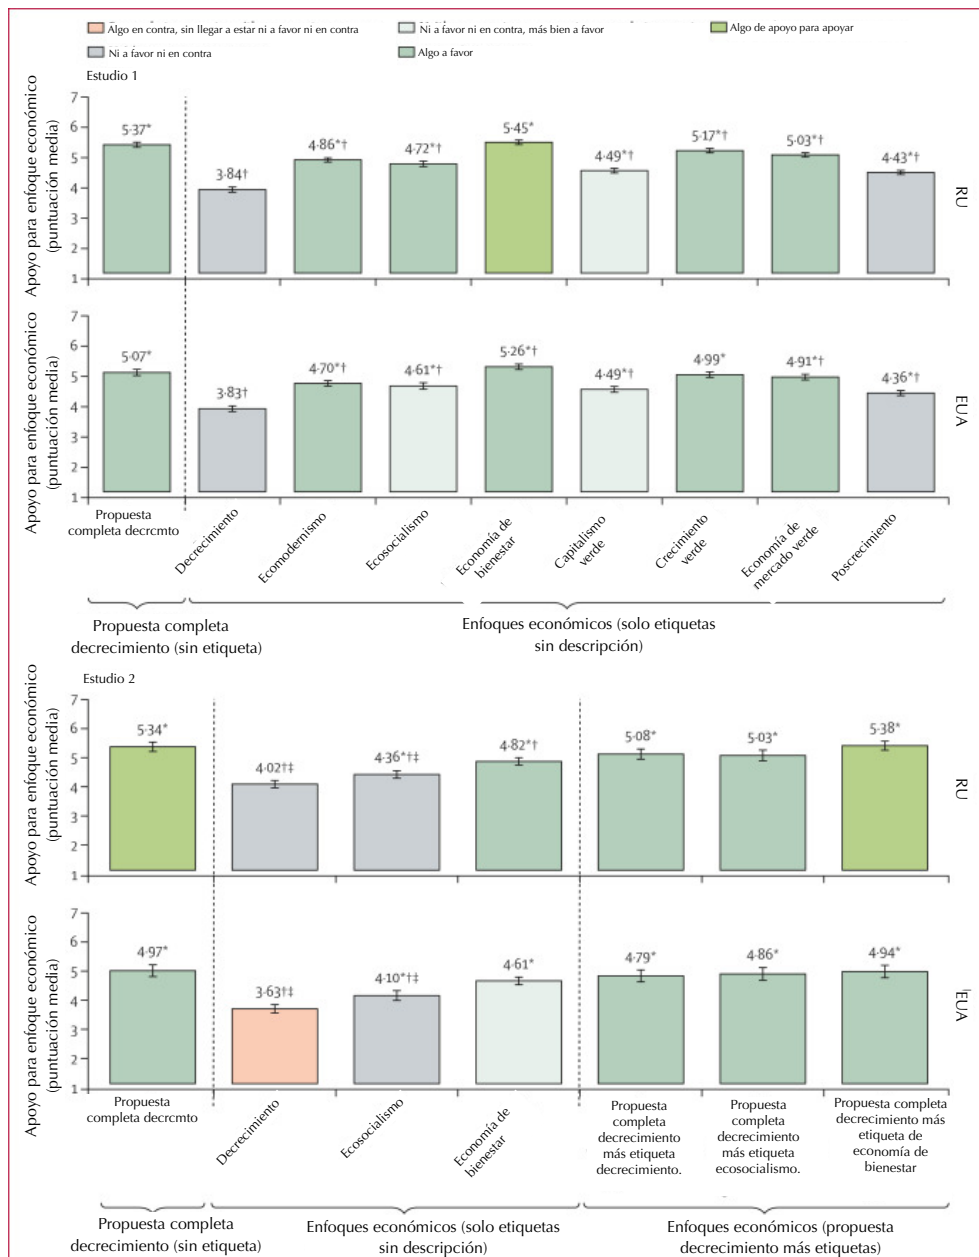 Algo en contra, sin llegar a estar ni a favor ni en contra
Ni a favor ni en contra, más bien a favor
Algo de apoyo para apoyar
Ni a favor ni en contra
Algo a favor
Estudio 1
Apoyo para enfoque económico
(puntuación media)
7
6
5
4
3
2
1
5·37*
3·84†
4·86*†
4·72*†
5·45*
4·49*†
5·17*†
5·03*†
4·43*†
RU
Apoyo para enfoque económico
(puntuación media)
7
6
5
4
3
2
1
5·07*
3·83†
4·70*†
4·61*†
5·26*†
4·49*†
4·99*
4·91*†
4·36*†
EUA
Propuesta
completa decrcmto
Decrecimiento
Ecomodernismo
Ecosocialismo
Economía de
bienestar
Capitalismo
verde
Crecimiento
verde
Economía de
mercado verde
Poscrecimiento
Propuesta completa
decrecimiento (sin etiqueta)
Enfoques económicos (solo etiquetas
sin descripción)
Estudio 2
Apoyo para enfoque económico
(puntuación media)
7
6
5
4
3
2
1
5·34*
4·02†‡
4·36*†‡
4·82*†
5·08*
5·03*
5·38*
RU
Apoyo para enfoque económico
(puntuación media)
7
6
5
4
3
2
1
4·97*
3·63†‡
4·10*†‡
4·61*
4·79*
4·86*
4·94*
EUA
Propuesta
completa decrcmto
Decrecimiento
Ecosocialismo
Economía de
bienestar
Propuesta
completa
decrecimiento
más etiqueta
decrecimiento.
Propuesta
completa
decrecimiento
más etiqueta
ecosocialismo.
Propuesta completa
decrecimiento más
etiqueta de
economía de
bienestar
Propuesta completa
decrecimiento (sin etiqueta)
Enfoques económicos (solo etiquetas
sin descripción)
Enfoques económicos (propuesta
decrecimiento más etiquetas)